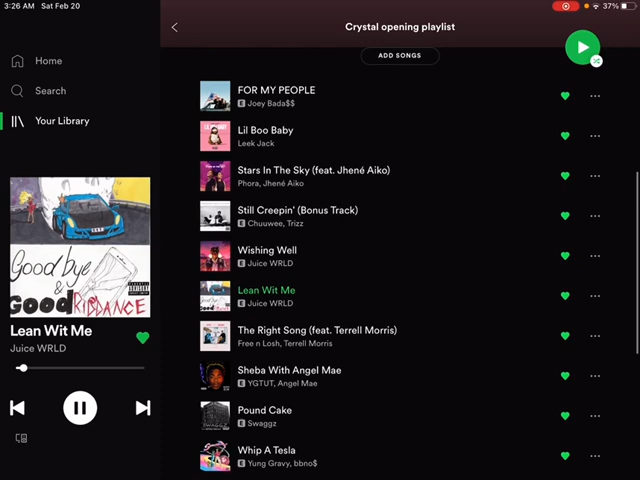 3:26 AM Sat Feb 20
37%
Home
Search
Your Library
Goodbye
&
Good RIDDANCE
Lean Wit Me
Juice WRLD
Crystal opening playlist
ADD SONGS
FOR MY PEOPLE
E Joey Bada$$
Lil Boo Baby
Leek Jack
Stars In The Sky (feat. Jhené Aiko)
Phora, Jhené Aiko
Still Creepin' (Bonus Track)
E Chuuwee, Trizz
Wishing Well
E Juice WRLD
Lean Wit Me
E Juice WRLD
The Right Song (feat. Terrell Morris)
Free n Losh, Terrell Morris
Sheba With Angel Mae
E YGTUT, Angel Mae
Pound Cake
E Swaggz
Whip A Tesla
E Yung Gravy, bbno$